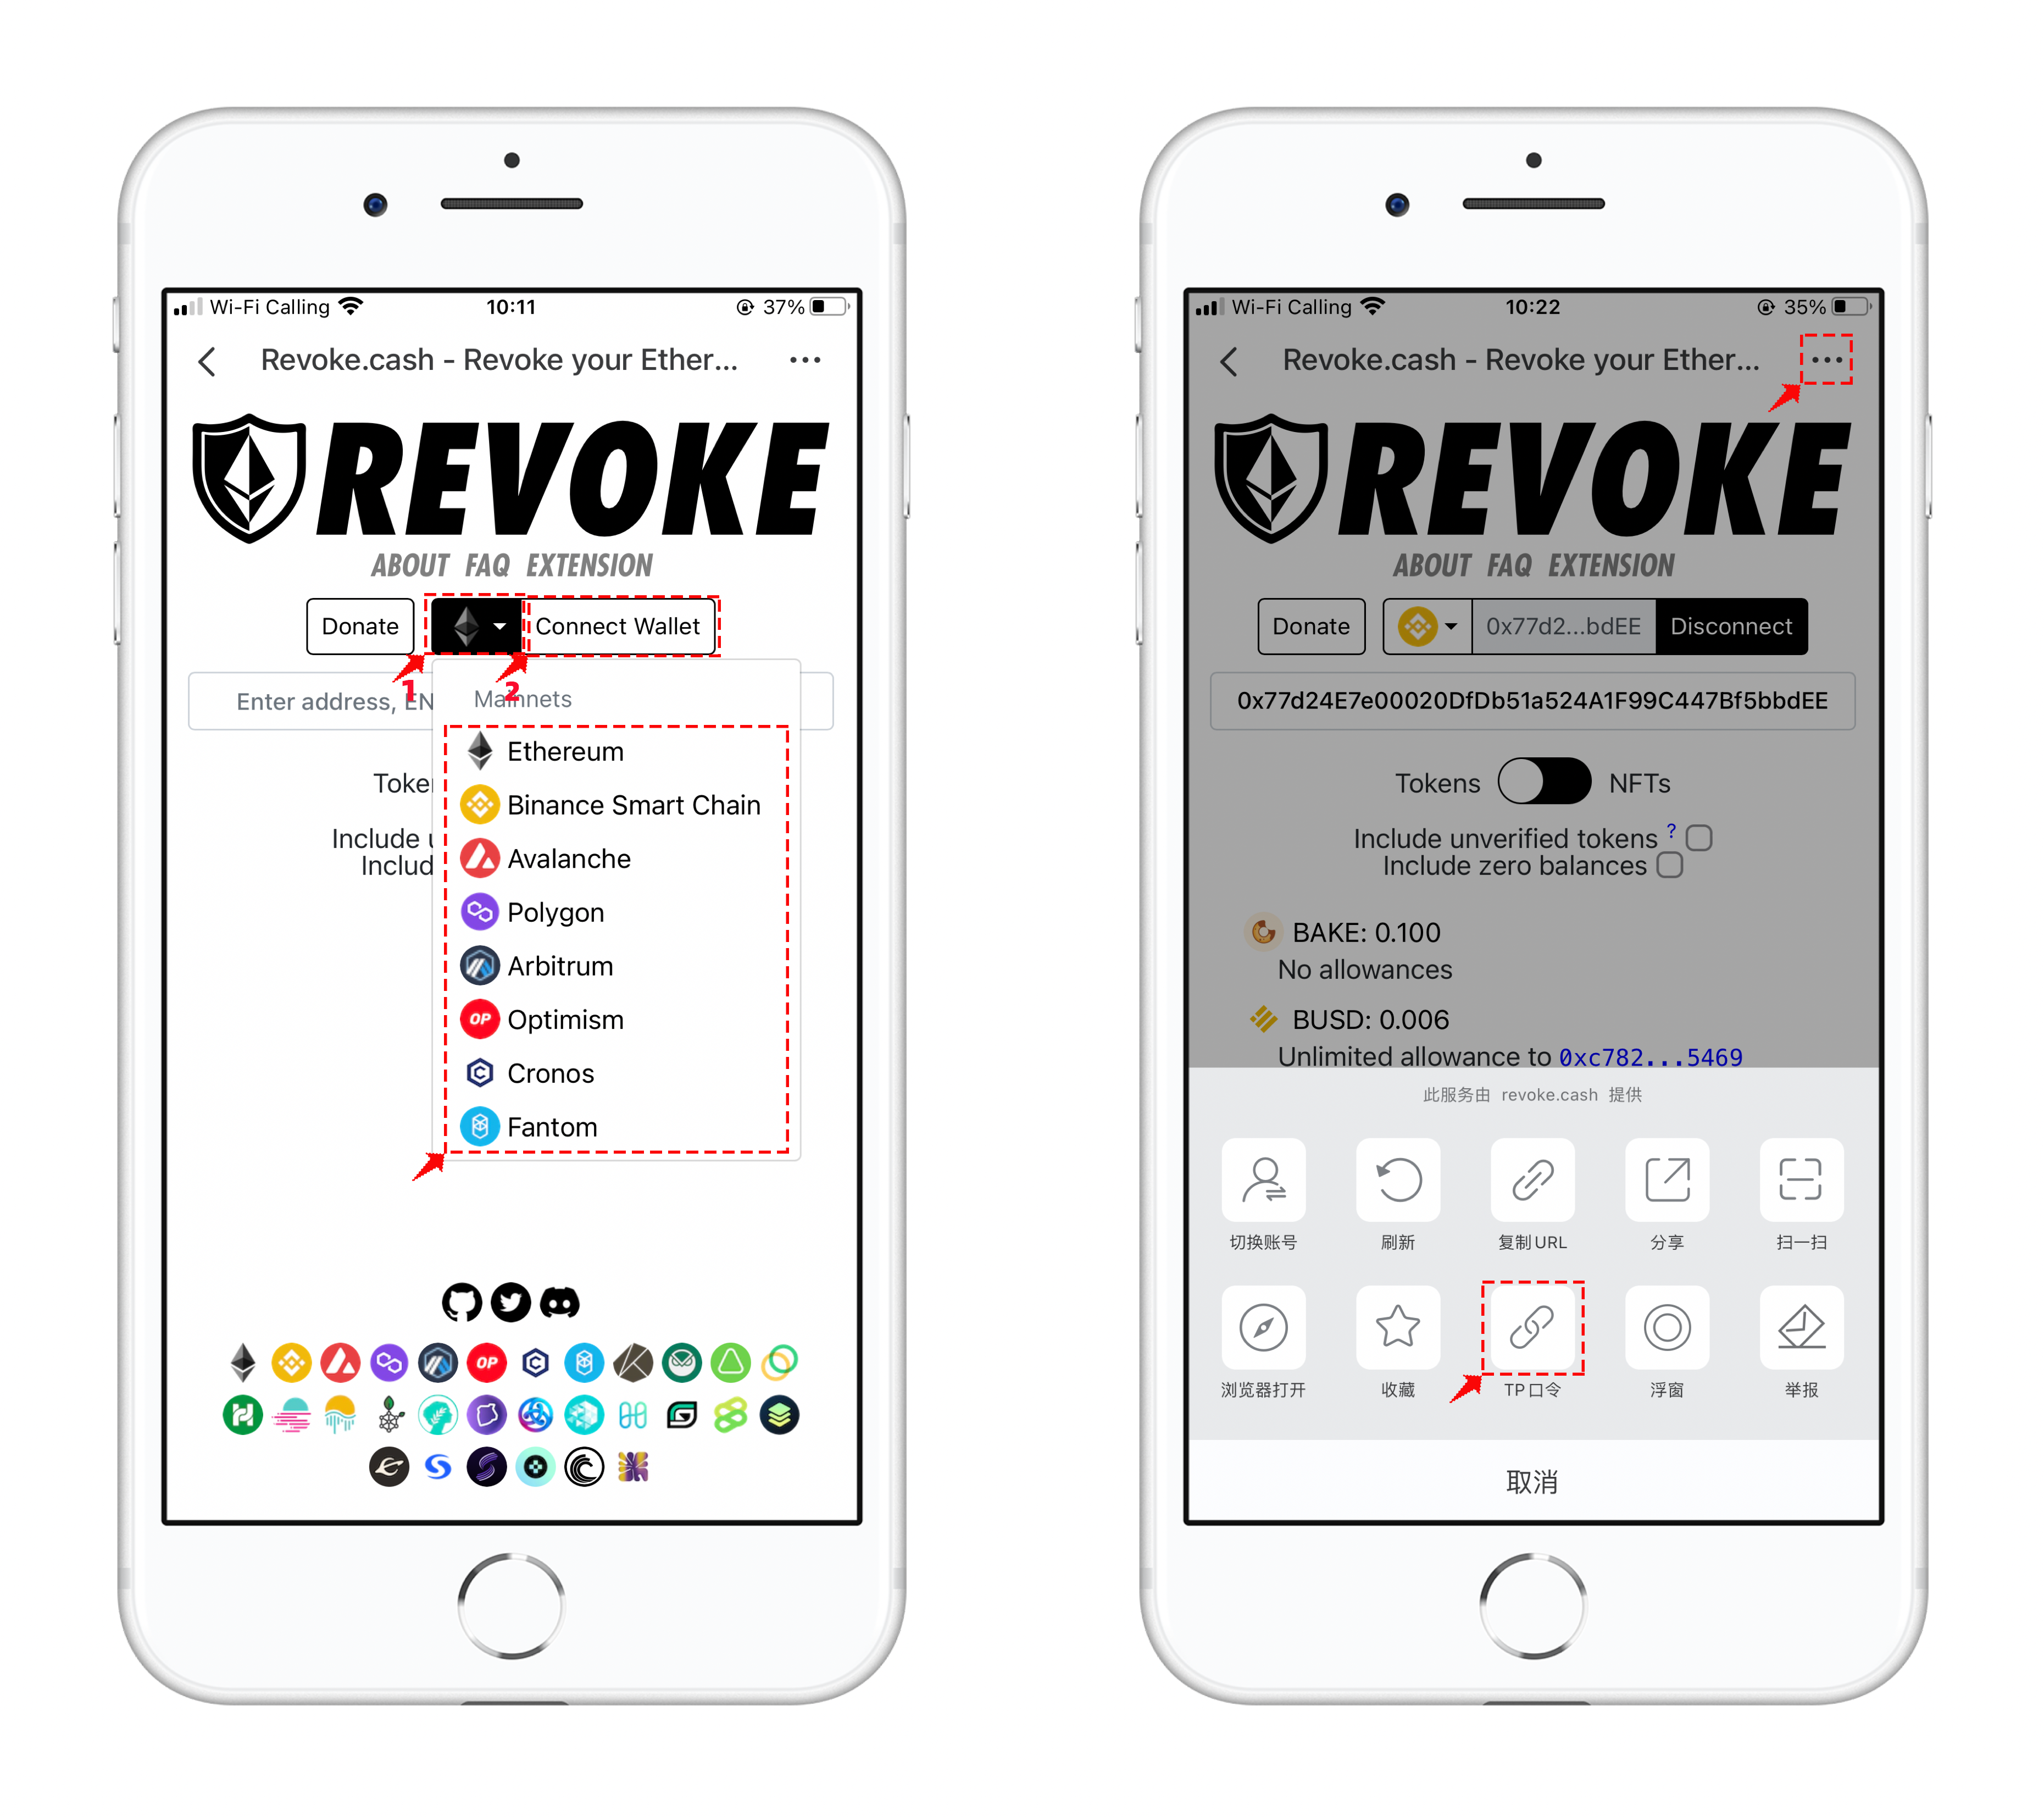 Wi-Fi Calling 10:11 37%
Revoke.cash - Revoke your Ether...
REVOKE
ABOUT FAQ EXTENSION
Donate Connect Wallet
1 2
Enter address, EN
Mainnets
Ethereum
Toke
Binance Smart Chain
Include u
Avalanche
Includ
Polygon
Arbitrum
OP Optimism
Cronos
Fantom
OP
Wi-Fi Calling 10:22 35%
Revoke.cash - Revoke your Ether...
REVOKE
ABOUT FAQ EXTENSION
Donate 0x77d2...bdEE Disconnect
0x77d24E7e00020DfDb51a524A1F99C447Bf5bbdEE
Tokens NFTs
Include unverified tokens ?
Include zero balances
BAKE: 0.100
No allowances
BUSD: 0.006
Unlimited allowance to 0xc782...5469
此服务由 revoke.cash 提供
切换账号 刷新 复制URL 分享 扫一扫
浏览器打开 收藏 TP口令 浮窗 举报
取消